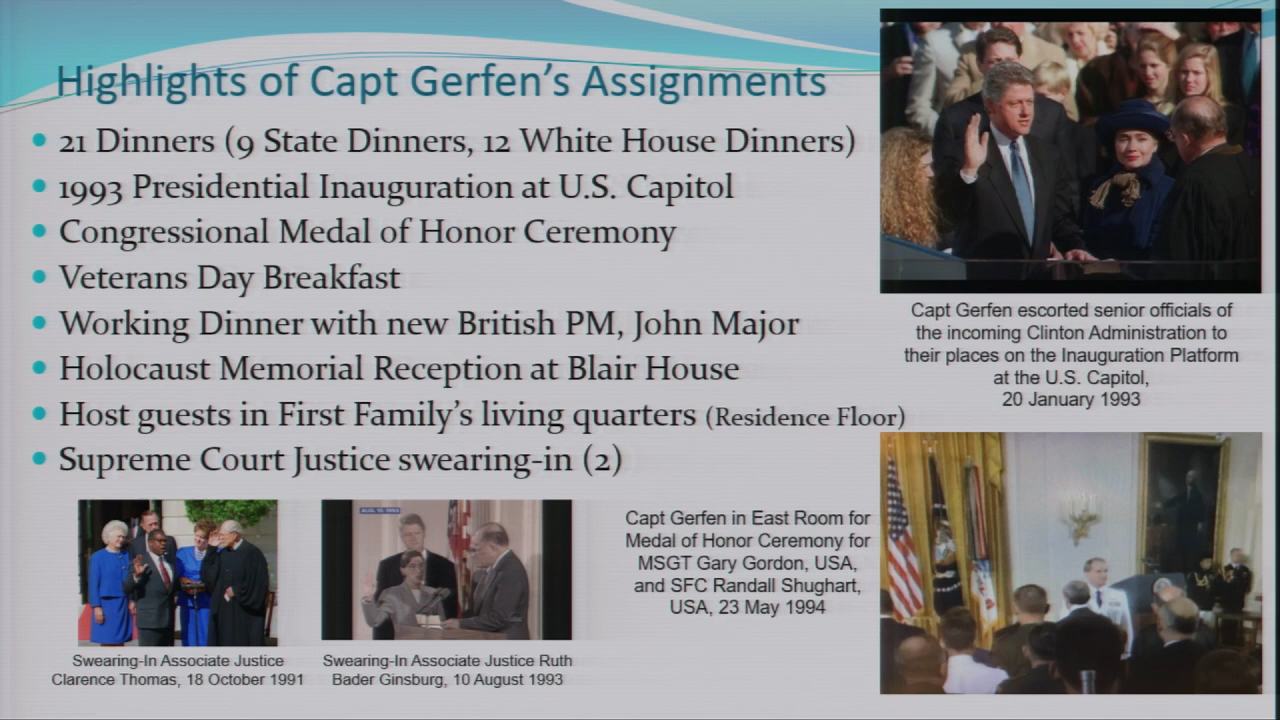 Highlights of Capt Gerfen's Assignments
• 21 Dinners (9 State Dinners, 12 White House Dinners)
• 1993 Presidential Inauguration at U.S. Capitol
• Congressional Medal of Honor Ceremony
• Veterans Day Breakfast
• Working Dinner with new British PM, John Major
• Holocaust Memorial Reception at Blair House
• Host guests in First Family's living quarters (Residence Floor)
• Supreme Court Justice swearing-in (2)
Capt Gerfen escorted senior officials of
the incoming Clinton Administration to
their places on the Inauguration Platform
at the U.S. Capitol,
20 January 1993
AUG. 10, 1993
Swearing-In Associate Justice
Clarence Thomas, 18 October 1991
Swearing-In Associate Justice Ruth
Bader Ginsburg, 10 August 1993
Capt Gerfen in East Room for
Medal of Honor Ceremony for
MSGT Gary Gordon, USA,
and SFC Randall Shughart,
USA, 23 May 1994